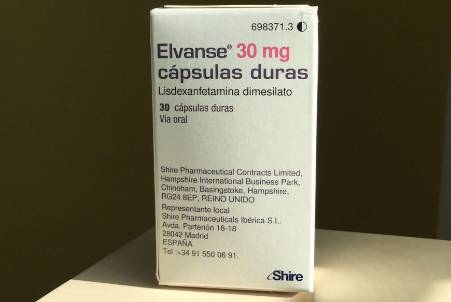 698371.3
Elvanse® 30 mg
cápsulas duras
Lisdexanfetamina dimesilato
30 cápsulas duras
Via oral
Shire Pharmaceutical Contracts Limited,
Hampshire International Business Park,
Chineham, Basingstoke, Hampshire,
RG24 8EP, REINO UNIDO
Representante local
Shire Pharmaceuticals Ibérica S.L.
Avda. Partenón 16-18
28042 Madrid
ESPAÑA
Tel :+34 91 550 06 91.
Shire